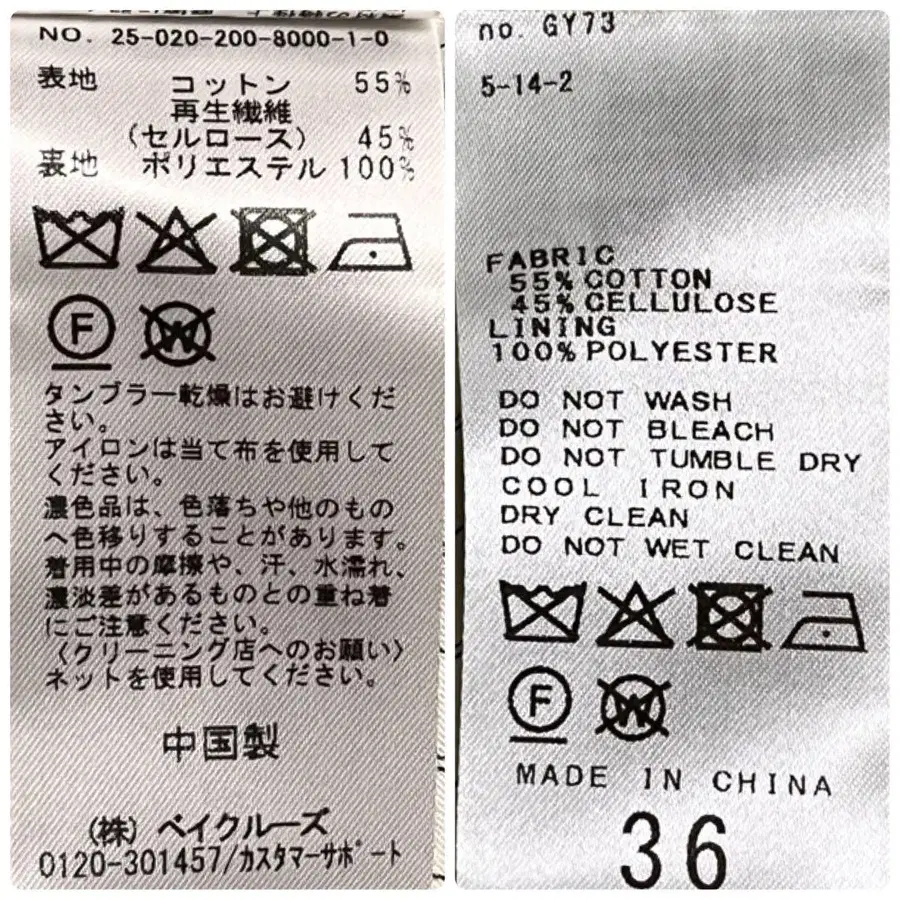 NO. 25-020-200-8000-1-0
表地 コットン 55%
再生繊維
(セルロース) 45%
裏地 ポリエステル 100%
F W
タンブラー乾燥はお避けくだ
さい。
アイロンは当て布を使用して
ください。
濃色品は、色落ちや他のもの
へ色移りすることがあります。
着用中の摩擦や、汗、水濡れ、
濃淡差があるものとの重ね着
にご注意ください。
〈クリーニング店へのお願い〉
ネットを使用してください。
中国製
(株) ベイクルーズ
0120-301457/カスタマーサポート
no. GY73
5-14-2
FABRIC
55% COTTON
45% CELLULOSE
LINING
100% POLYESTER
DO NOT WASH
DO NOT BLEACH
DO NOT TUMBLE DRY
COOL IRON
DRY CLEAN
DO NOT WET CLEAN
F W
MADE IN CHINA
36